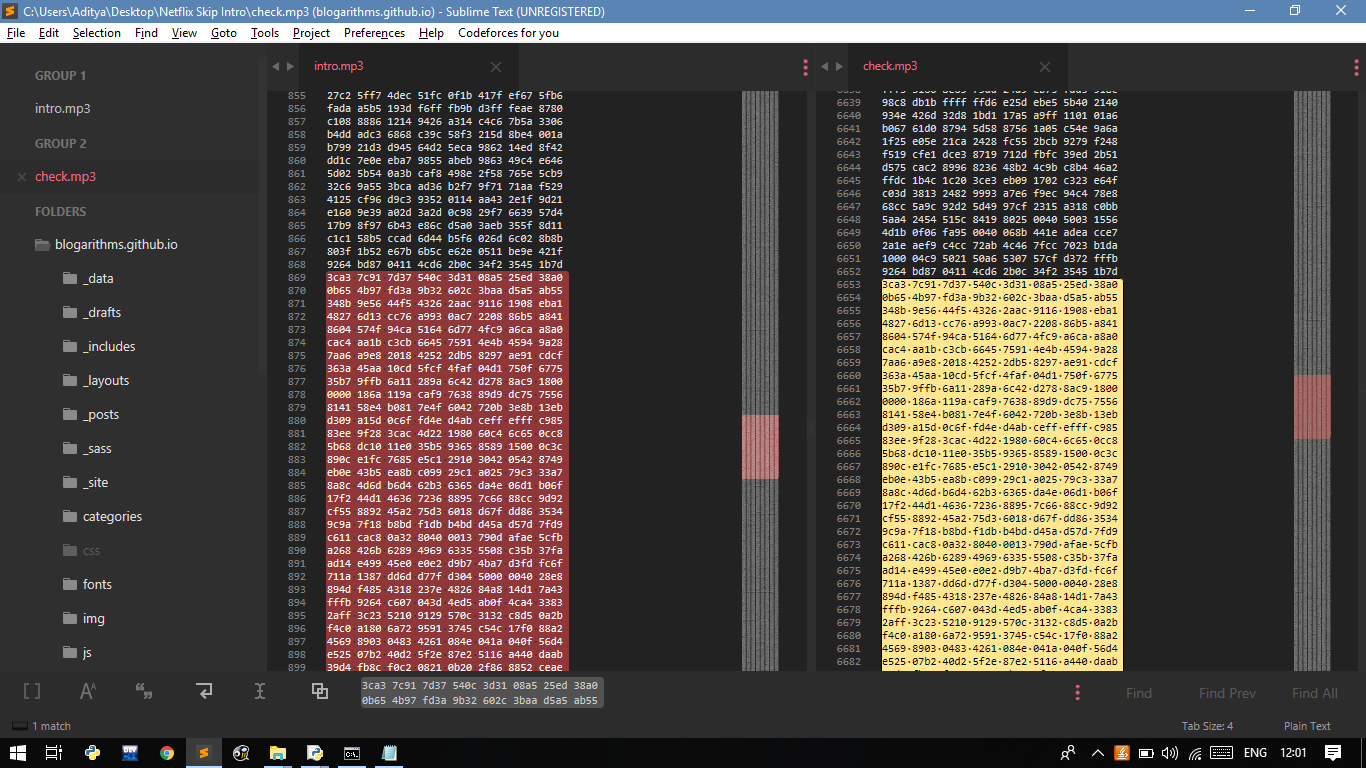 C:\Users\Aditya\Desktop\Netflix Skip Intro\check.mp3 (blogarithms.github.io) - Sublime Text (UNREGISTERED)
File Edit Selection Find View Goto Tools Project Preferences Help Codeforces for you
GROUP 1
intro.mp3
GROUP 2
check.mp3
FOLDERS
blogarithms.github.io
_data
_drafts
_includes
_layouts
_posts
_sass
_site
categories
css
fonts
img
js
intro.mp3
855 27c2 5ff7 4dec 51fc 0f1b 417f ef67 5fb6
856 fada a5b5 193d f6ff ffb9 d3ff feae 8780
857 c108 8886 1214 9426 a314 c4c6 7b5a 3306
858 b4dd adc3 6868 c39c 58f3 215d 8be4 001a
859 b799 21d3 d945 64d2 5eca 9862 14ed 8f42
860 dd1c 7e0e eba7 9855 abeb 9863 49c4 e646
861 5d02 5b54 0a3b caf8 498e 2f58 765e 5cb9
862 32c6 9a55 3bca ad36 b2f7 9f71 71aa f529
863 4125 cf96 d9c3 9352 0114 aa43 2e1f 9d21
864 e160 9e39 a02d 3a2d 0c98 29f7 6639 57d4
865 17b9 8f97 6b43 e86c d5a0 3aeb 355f 8d11
866 c1c1 58b5 ccad 6d44 b5f6 026d 6c02 8b8b
867 803f 1b52 e67b 6b5c e62e 0511 be9e 421f
868 9264 bd87 0411 4cd6 2b0c 34f2 3545 1b7d
869 3ca3 7c91 7d37 540c 3d31 08a5 25ed 38a0
870 0b65 4b97 fd3a 9b32 602c 3baa d5a5 ab55
871 348b 9e56 44f5 4326 2aac 9116 1908 eba1
872 4827 6d13 cc76 a993 0ac7 2208 86b5 a841
873 8604 574f 94ca 5164 6d77 4fc9 a6ca a8a0
874 cac4 aa1b c3cb 6645 7591 4e4b 4594 9a28
875 7aa6 a9e8 2018 4252 2db5 8297 ae91 cdcf
876 363a 45aa 10cd 5fcf 4faf 04d1 750f 6775
877 35b7 9ffb 6a11 289a 6c42 d278 8ac9 1800
878 0000 186a 119a caf9 7638 89d9 dc75 7556
879 8141 58e4 b081 7e4f 6042 720b 3e8b 13eb
880 d309 a15d 0c6f fd4e d4ab ceff efff c985
881 83ee 9f28 3cac 4d22 1980 60c4 6c65 0cc8
882 5b68 dc10 11e0 35b5 9365 8589 1500 0c3c
883 890c e1fc 7685 e5c1 2910 3042 0542 8749
884 eb0e 43b5 ea8b c099 29c1 a025 79c3 33a7
885 8a8c 4d6d b6d4 62b3 6365 da4e 06d1 b06f
886 17f2 44d1 4636 7236 8895 7c66 88cc 9d92
887 cf55 8892 45a2 75d3 6018 d67f dd86 3534
888 9c9a 7f18 b8bd f1db b4bd d45a d57d 7fd9
889 c611 cac8 0a32 8040 0013 790d afae 5cfb
890 a268 426b 6289 4969 6335 5508 c35b 37fa
891 ad14 e499 45e0 e0e2 d9b7 4ba7 d3fd fc6f
892 711a 1387 dd6d d77f d304 5000 0040 28e8
893 894d f485 4318 237e 4826 84a8 14d1 7a43
894 fffb 9264 c607 043d 4ed5 ab0f 4ca4 3383
895 2aff 3c23 5210 9129 570c 3132 c8d5 0a2b
896 f4c0 a180 6a72 9591 3745 c54c 17f0 88a2
897 4569 8903 0483 4261 084e 041a 040f 56d4
898 e525 07b2 40d2 5f2e 87e2 5116 a440 daab
899 39d4 fb8c f0c2 0821 0b20 2f86 8852 ceae
check.mp3
6639 98c8 db1b ffff ffd6 e25d ebe5 5b40 2140
6640 934e 426d 32d8 1bd1 17a5 a9ff 1101 01a6
6641 b067 61d0 8794 5d58 8756 1a05 c54e 9a6a
6642 1f25 e05e 21ca 2428 fc55 2bcb 9279 f248
6643 f519 cfe1 dce3 8719 712d fbfc 39ed 2b51
6644 d575 cac2 8996 8236 48b2 4c9b c8b4 46a2
6645 ffdc 1b4c 1c20 3ce3 eb09 1702 c323 e64f
6646 c03d 3813 2482 9993 a7e6 f9ec 94c4 78e8
6647 68cc 5a9c 92d2 5d49 97cf 2315 a318 c0bb
6648 5aa4 2454 515c 8419 8025 0040 5003 1556
6649 4d1b 0f06 fa95 0040 068b 441e adea cce7
6650 2a1e aef9 c4cc 72ab 4c46 7fcc 7023 b1da
6651 1000 04c9 5021 50a6 5307 57cf d372 fffb
6652 9264 bd87 0411 4cd6 2b0c 34f2 3545 1b7d
6653 3ca3·7c91·7d37·540c·3d31·08a5·25ed·38a0
6654 0b65·4b97·fd3a·9b32·602c·3baa·d5a5·ab55
6655 348b·9e56·44f5·4326·2aac·9116·1908·eba1
6656 4827·6d13·cc76·a993·0ac7·2208·86b5·a841
6657 8604·574f·94ca·5164·6d77·4fc9·a6ca·a8a0
6658 cac4·aa1b·c3cb·6645·7591·4e4b·4594·9a28
6659 7aa6·a9e8·2018·4252·2db5·8297·ae91·cdcf
6660 363a·45aa·10cd·5fcf·4faf·04d1·750f·6775
6661 35b7·9ffb·6a11·289a·6c42·d278·8ac9·1800
6662 0000·186a·119a·caf9·7638·89d9·dc75·7556
6663 8141·58e4·b081·7e4f·6042·720b·3e8b·13eb
6664 d309·a15d·0c6f·fd4e·d4ab·ceff·efff·c985
6665 83ee·9f28·3cac·4d22·1980·60c4·6c65·0cc8
6666 5b68·dc10·11e0·35b5·9365·8589·1500·0c3c
6667 890c·e1fc·7685·e5c1·2910·3042·0542·8749
6668 eb0e·43b5·ea8b·c099·29c1·a025·79c3·33a7
6669 8a8c·4d6d·b6d4·62b3·6365·da4e·06d1·b06f
6670 17f2·44d1·4636·7236·8895·7c66·88cc·9d92
6671 cf55·8892·45a2·75d3·6018·d67f·dd86·3534
6672 9c9a·7f18·b8bd·f1db·b4bd·d45a·d57d·7fd9
6673 c611·cac8·0a32·8040·0013·790d·afae·5cfb
6674 a268·426b·6289·4969·6335·5508·c35b·37fa
6675 ad14·e499·45e0·e0e2·d9b7·4ba7·d3fd·fc6f
6676 711a·1387·dd6d·d77f·d304·5000·0040·28e8
6677 894d·f485·4318·237e·4826·84a8·14d1·7a43
6678 fffb·9264·c607·043d·4ed5·ab0f·4ca4·3383
6679 2aff·3c23·5210·9129·570c·3132·c8d5·0a2b
6680 f4c0·a180·6a72·9591·3745·c54c·17f0·88a2
6681 4569·8903·0483·4261·084e·041a·040f·56d4
6682 e525·07b2·40d2·5f2e·87e2·5116·a440·daab
3ca3 7c91 7d37 540c 3d31 08a5 25ed 38a0
0b65 4b97 fd3a 9b32 602c 3baa d5a5 ab55
Find Find Prev Find All
1 match Tab Size: 4 Plain Text
ENG 12:01